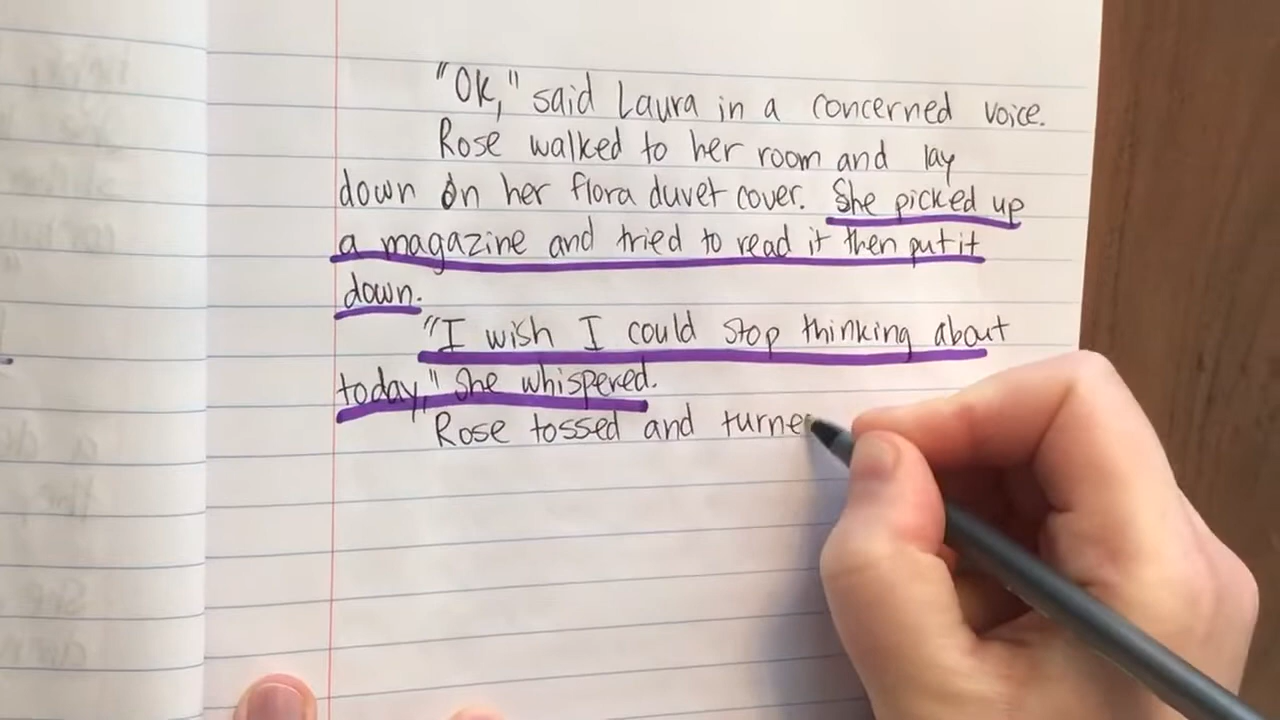 "OK," said Laura in a concerned voice.
Rose walked to her room and lay
down on her flora duvet cover. She picked up
a magazine and tried to read it then put it
down.
"I wish I could stop thinking about
today," she whispered.
Rose tossed and turne